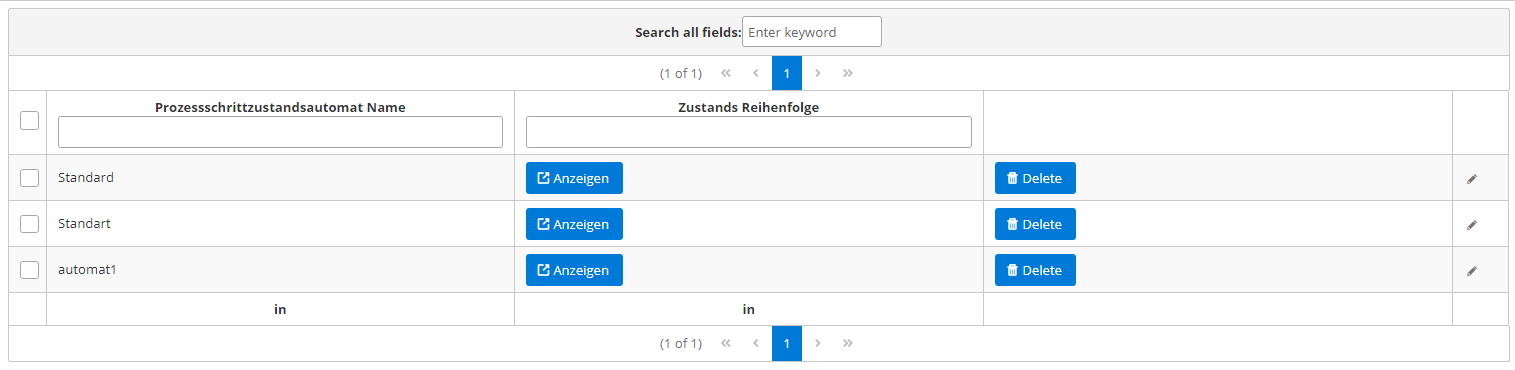 Search all fields: Enter keyword
(1 of 1) 1
Prozessschrittzustandsautomat Name Zustands Reihenfolge
Standard Anzeigen Delete
Standart Anzeigen Delete
automat1 Anzeigen Delete
in in
(1 of 1) 1